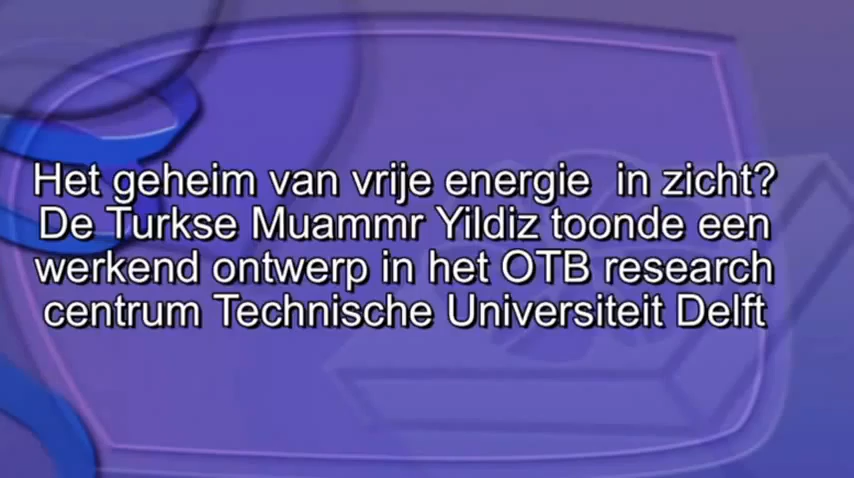 Het geheim van vrije energie in zicht?
De Turkse Muammr Yildiz toonde een
werkend ontwerp in het OTB research
centrum Technische Universiteit Delft